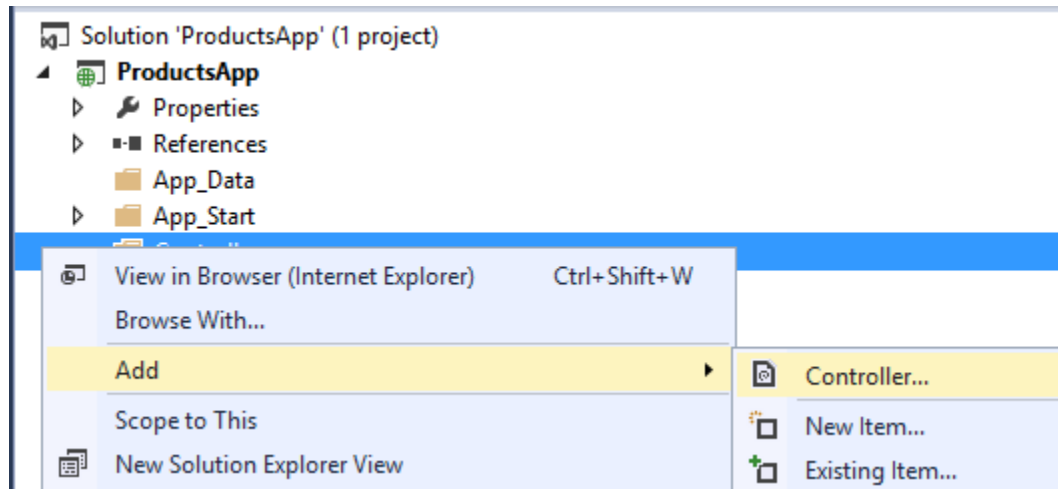 Solution 'ProductsApp' (1 project)
ProductsApp
Properties
References
App_Data
App_Start
View in Browser (Internet Explorer) Ctrl+Shift+W
Browse With...
Add
Controller...
Scope to This
New Item...
New Solution Explorer View
Existing Item...